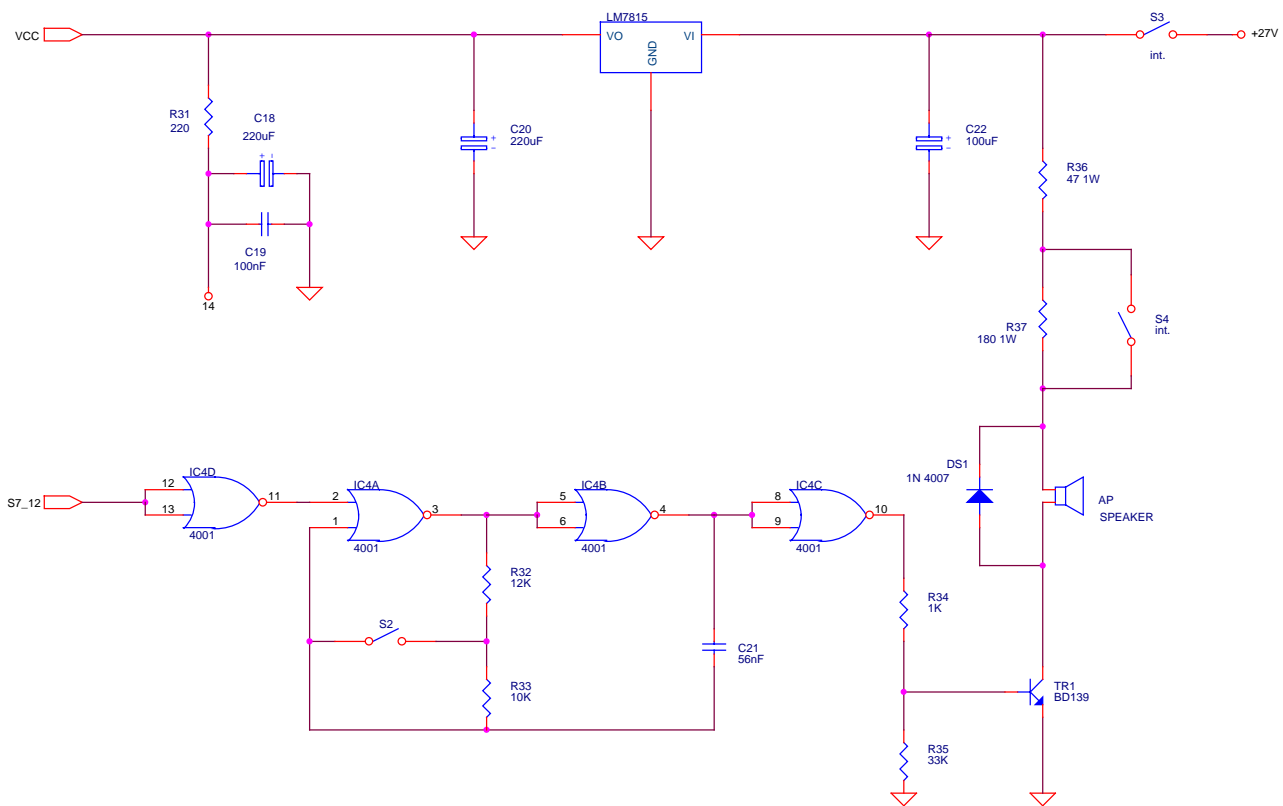 LM7815
S3
VCC
VO
VI
GND
+27V
int.
R31
220
C18
220uF
+ -
C20
220uF
+
-
C22
100uF
+
-
R36
47 1W
C19
100nF
14
R37
180 1W
S4
int.
IC4D
IC4A
IC4B
IC4C
DS1
1N 4007
S7_12
12
13
11
2
1
3
5
6
4
8
9
10
AP
SPEAKER
4001
4001
4001
4001
R32
12K
R34
1K
S2
C21
56nF
R33
10K
TR1
BD139
R35
33K